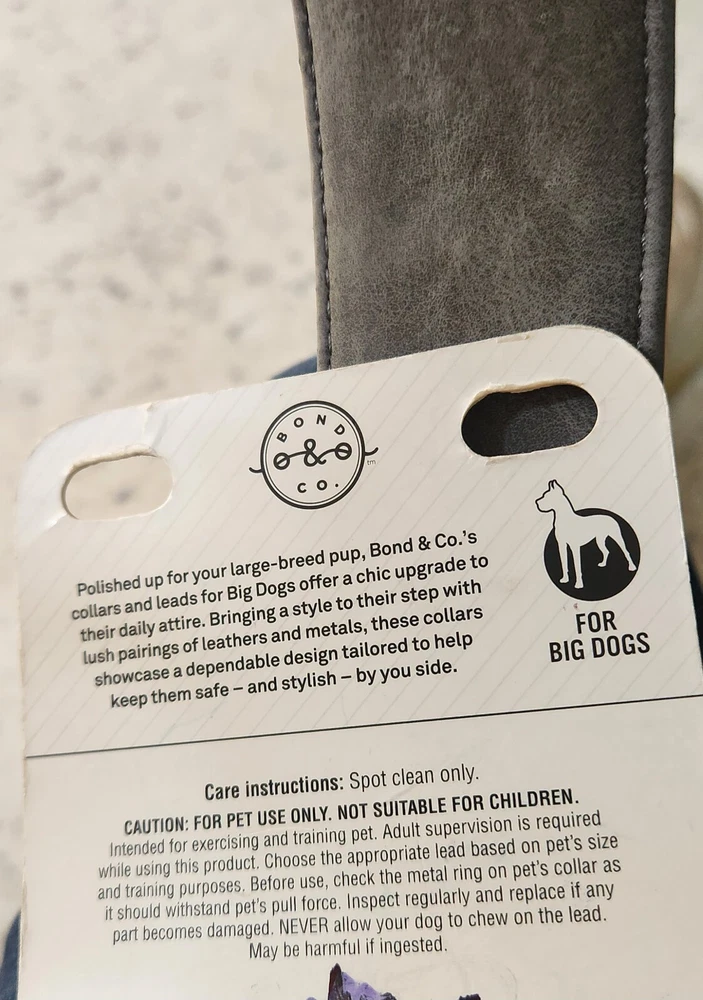 BOND
&
CO.
tm
Polished up for your large-breed pup, Bond & Co.'s
collars and leads for Big Dogs offer a chic upgrade to
their daily attire. Bringing a style to their step with
lush pairings of leathers and metals, these collars
showcase a dependable design tailored to help
keep them safe – and stylish – by you side.
FOR
BIG DOGS
Care instructions: Spot clean only.
CAUTION: FOR PET USE ONLY. NOT SUITABLE FOR CHILDREN.
Intended for exercising and training pet. Adult supervision is required
while using this product. Choose the appropriate lead based on pet's size
and training purposes. Before use, check the metal ring on pet's collar as
it should withstand pet's pull force. Inspect regularly and replace if any
part becomes damaged. NEVER allow your dog to chew on the lead.
May be harmful if ingested.